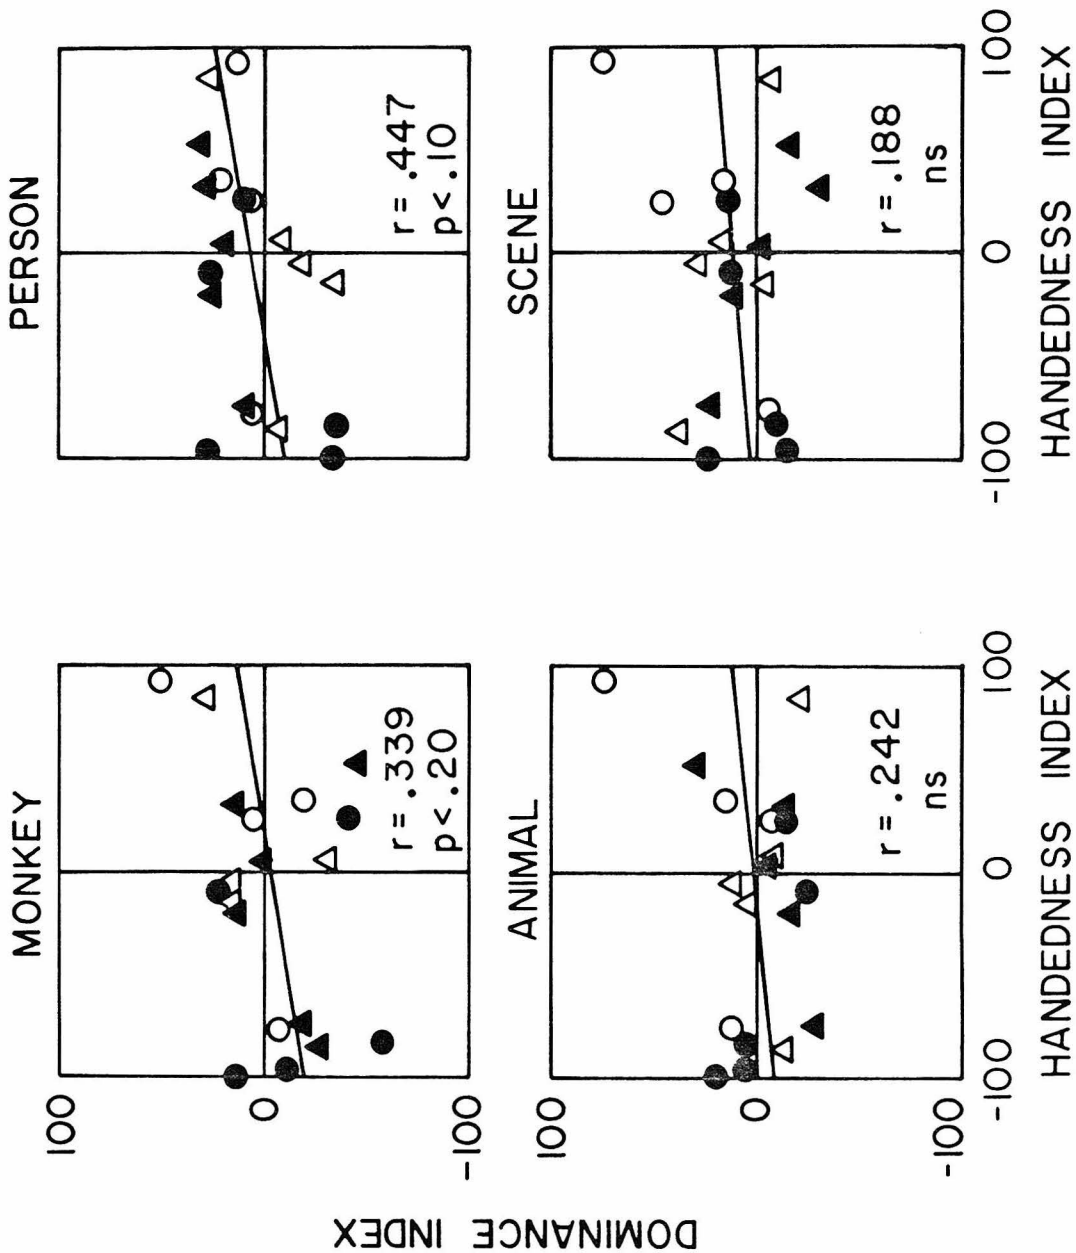 MONKEY
100
0
-100
r = .339
p < .20
PERSON
r = .447
p < .10
DOMINANCE INDEX
ANIMAL
100
0
-100
r = .242
ns
-100
0
100
HANDEDNESS INDEX
SCENE
r = .188
ns
-100
0
100
HANDEDNESS INDEX